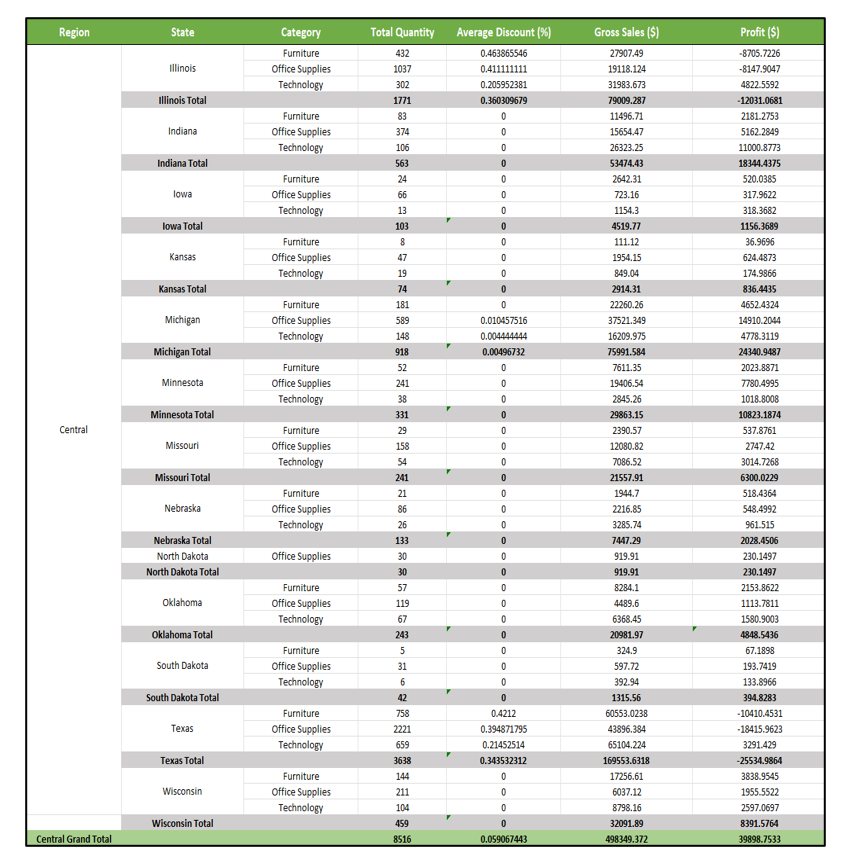 Region State Category Total Quantity Average Discount (%) Gross Sales ($) Profit ($)
Furniture 432 0.463865546 27907.49 -8705.7226
Illinois Office Supplies 1037 0.411111111 19118.124 -8147.9047
Technology 302 0.205952381 31983.673 4822.5592
Illinois Total 1771 0.360309679 79009.287 -12031.0681
Furniture 83 0 11496.71 2181.2753
Indiana Office Supplies 374 0 15654.47 5162.2849
Technology 106 0 26323.25 11000.8773
Indiana Total 563 0 53474.43 18344.4375
Furniture 24 0 2642.31 520.0385
Iowa Office Supplies 66 0 723.16 317.9622
Technology 13 0 1154.3 318.3682
Iowa Total 103 0 4519.77 1156.3689
Furniture 8 0 111.12 36.9696
Kansas Office Supplies 47 0 1954.15 624.4873
Technology 19 0 849.04 174.9866
Kansas Total 74 0 2914.31 836.4435
Furniture 181 0 22260.26 4652.4324
Michigan Office Supplies 589 0.010457516 37521.349 14910.2044
Technology 148 0.004444444 16209.975 4778.3119
Michigan Total 918 0.00496732 75991.584 24340.9487
Furniture 52 0 7611.35 2023.8871
Minnesota Office Supplies 241 0 19406.54 7780.4995
Technology 38 0 2845.26 1018.8008
Minnesota Total 331 0 29863.15 10823.1874
Central Furniture 29 0 2390.57 537.8761
Missouri Office Supplies 158 0 12080.82 2747.42
Technology 54 0 7086.52 3014.7268
Missouri Total 241 0 21557.91 6300.0229
Furniture 21 0 1944.7 518.4364
Nebraska Office Supplies 86 0 2216.85 548.4992
Technology 26 0 3285.74 961.515
Nebraska Total 133 0 7447.29 2028.4506
North Dakota Office Supplies 30 0 919.91 230.1497
North Dakota Total 30 0 919.91 230.1497
Furniture 57 0 8284.1 2153.8622
Oklahoma Office Supplies 119 0 4489.6 1113.7811
Technology 67 0 6368.45 1580.9003
Oklahoma Total 243 0 20981.97 4848.5436
Furniture 5 0 324.9 67.1898
South Dakota Office Supplies 31 0 597.72 193.7419
Technology 6 0 392.94 133.8966
South Dakota Total 42 0 1315.56 394.8283
Furniture 758 0.4212 60553.0238 -10410.4531
Texas Office Supplies 2221 0.394871795 43896.384 -18415.9623
Technology 659 0.21452514 65104.224 3291.429
Texas Total 3638 0.343532312 169553.6318 -25534.9864
Furniture 144 0 17256.61 3838.9545
Wisconsin Office Supplies 211 0 6037.12 1955.5522
Technology 104 0 8798.16 2597.0697
Wisconsin Total 459 0 32091.89 8391.5764
Central Grand Total 8516 0.059067443 498349.372 39898.7533